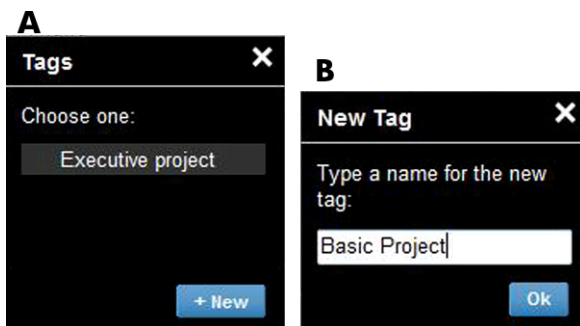 A
Tags
Choose one:
Executive project
+ New
B
New Tag
Type a name for the new
tag:
Basic Project
Ok